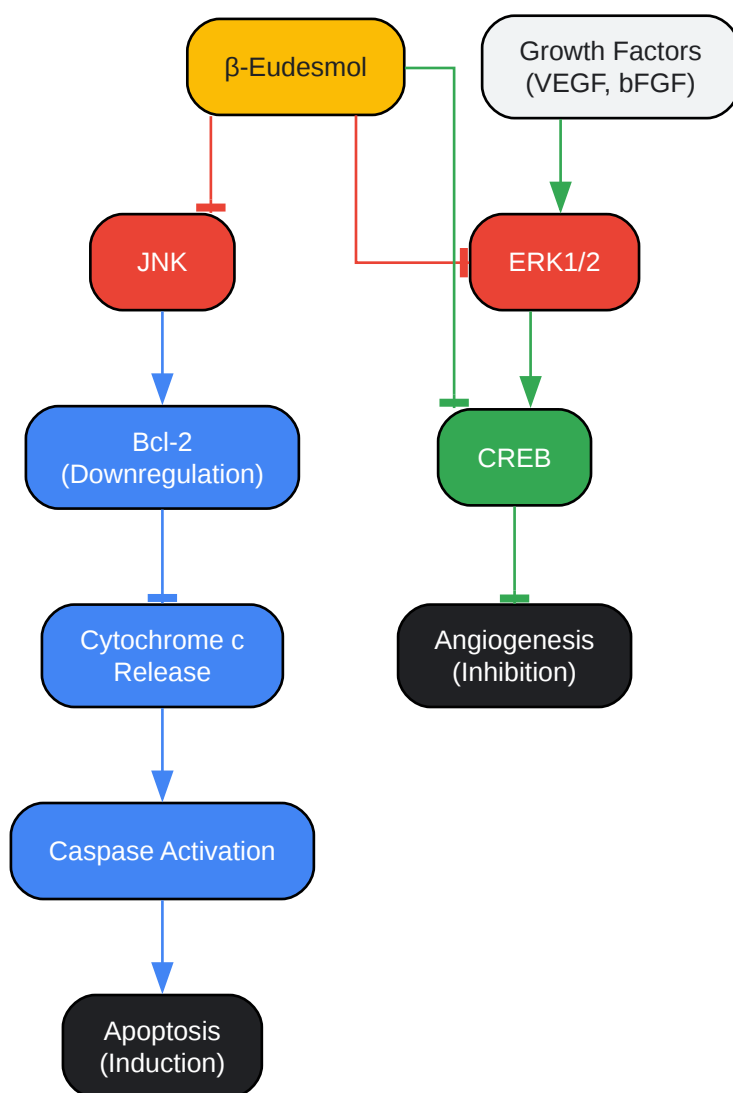 β-Eudesmol
Growth Factors
(VEGF, bFGF)
JNK
ERK1/2
Bcl-2
(Downregulation)
CREB
Cytochrome c
Release
Angiogenesis
(Inhibition)
Caspase Activation
Apoptosis
(Induction)